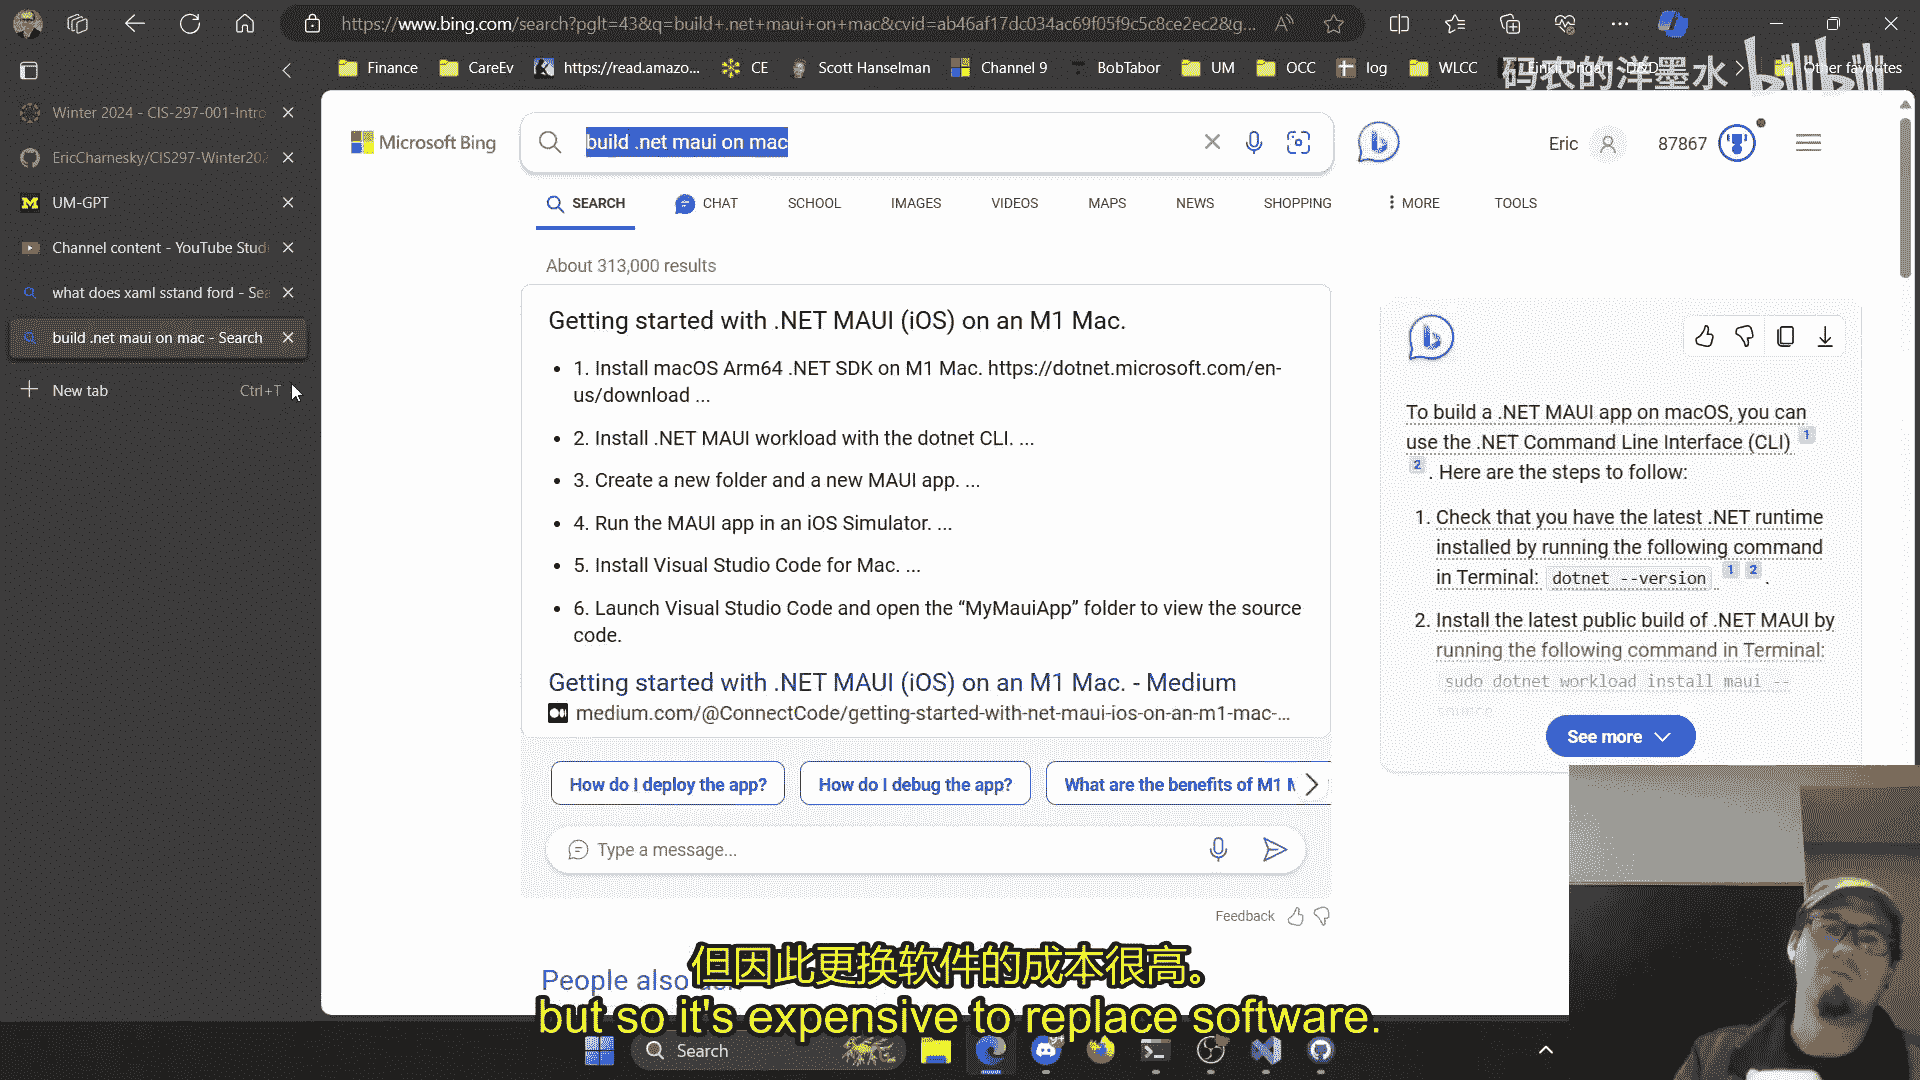 https://www.bing.com/search?pglt=43&q=build+.net+maui+on+mac&cvid=ab46af17dc034ac69f05f9c5c8ce2ec2&g...
Finance
CareEv
https://read.amazo...
CE
Scott Hanselman
Channel 9
BobTabor
UM
OCC
log
WLCC
Other favorites
码农的洋墨水
bilibili
Winter 2024 - CIS-297-001-Intro
EricCharnesky/CIS297-Winter202
UM-GPT
Channel content - YouTube Stud
what does xaml sstand ford - Sea
build .net maui on mac - Search
New tab
Ctrl+T
Microsoft Bing
build .net maui on mac
Eric
87867
SEARCH
CHAT
SCHOOL
IMAGES
VIDEOS
MAPS
NEWS
SHOPPING
MORE
TOOLS
About 313,000 results
Getting started with .NET MAUI (iOS) on an M1 Mac.
• 1. Install macOS Arm64 .NET SDK on M1 Mac. https://dotnet.microsoft.com/en-
us/download ...
• 2. Install .NET MAUI workload with the dotnet CLI. ...
• 3. Create a new folder and a new MAUI app. ...
• 4. Run the MAUI app in an iOS Simulator. ...
• 5. Install Visual Studio Code for Mac. ...
• 6. Launch Visual Studio Code and open the “MyMauiApp” folder to view the source
code.
Getting started with .NET MAUI (iOS) on an M1 Mac. - Medium
medium.com/@ConnectCode/getting-started-with-net-maui-ios-on-an-m1-mac-...
How do I deploy the app?
How do I debug the app?
What are the benefits of M1
Type a message...
Feedback
People also
To build a .NET MAUI app on macOS, you can
use the .NET Command Line Interface (CLI) 1
2 . Here are the steps to follow:
1. Check that you have the latest .NET runtime
installed by running the following command
in Terminal: dotnet --version . 1 2 .
2. Install the latest public build of .NET MAUI by
running the following command in Terminal:
sudo dotnet workload install maui --
source
See more
但因此更换软件的成本很高。
but so it's expensive to replace software.
Search